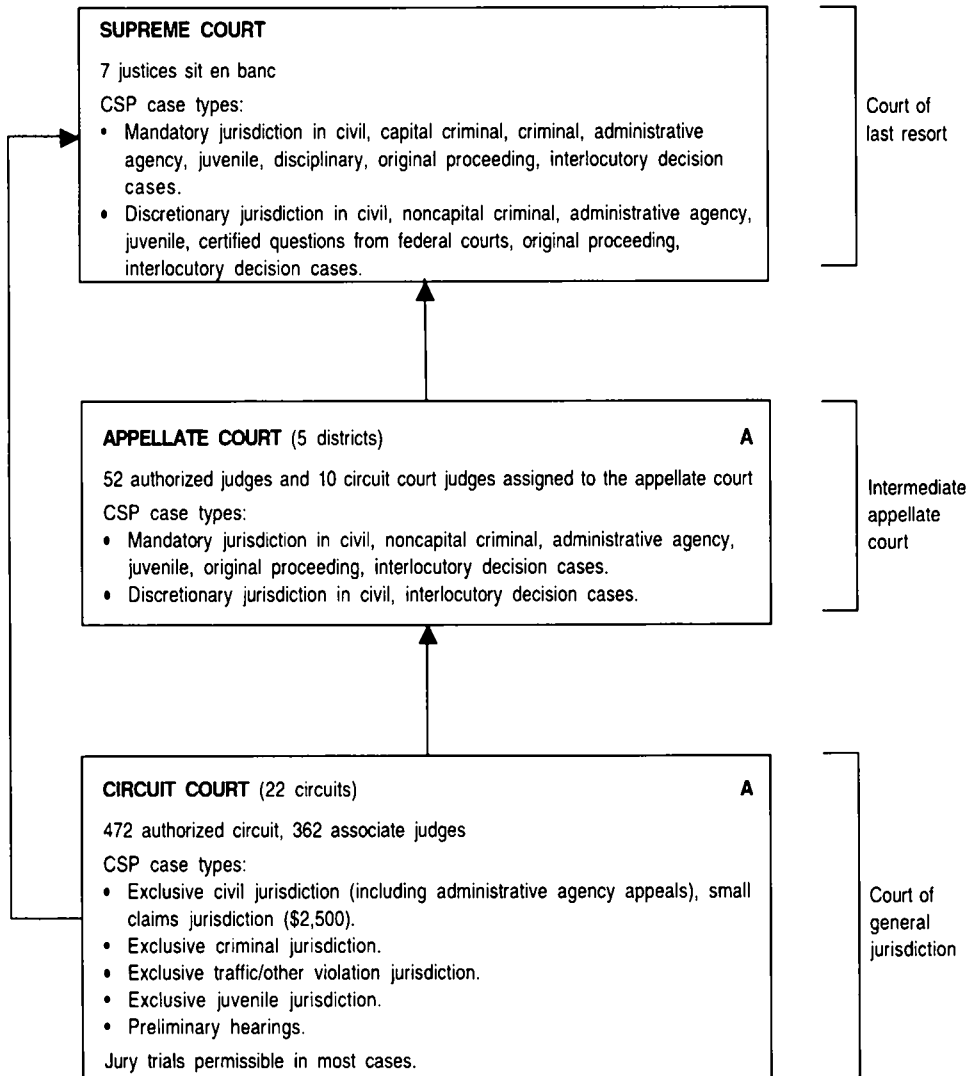 SUPREME COURT
7 justices sit en banc
CSP case types:
• Mandatory jurisdiction in civil, capital criminal, criminal, administrative
agency, juvenile, disciplinary, original proceeding, interlocutory decision
cases.
• Discretionary jurisdiction in civil, noncapital criminal, administrative agency,
juvenile, certified questions from federal courts, original proceeding,
interlocutory decision cases.
Court of
last resort
APPELLATE COURT (5 districts) A
52 authorized judges and 10 circuit court judges assigned to the appellate court
CSP case types:
• Mandatory jurisdiction in civil, noncapital criminal, administrative agency,
juvenile, original proceeding, interlocutory decision cases.
• Discretionary jurisdiction in civil, interlocutory decision cases.
Intermediate
appellate
court
CIRCUIT COURT (22 circuits) A
472 authorized circuit, 362 associate judges
CSP case types:
• Exclusive civil jurisdiction (including administrative agency appeals), small
claims jurisdiction ($2,500).
• Exclusive criminal jurisdiction.
• Exclusive traffic/other violation jurisdiction.
• Exclusive juvenile jurisdiction.
• Preliminary hearings.
Jury trials permissible in most cases.
Court of
general
jurisdiction